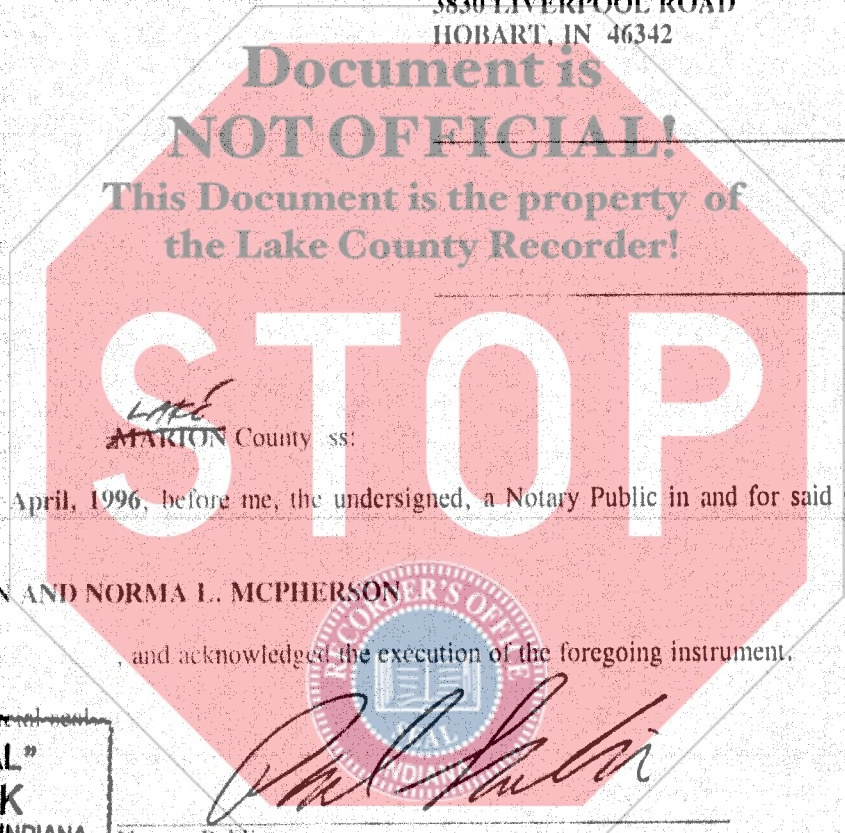 3830 LIVERPOOL ROAD
HOBART, IN 46342
Document is
NOT OFFICIAL!
This Document is the property of
the Lake County Recorder!
STOP
LAKE
MARION County ss:
April, 1996, before me, the undersigned, a Notary Public in and for said
N AND NORMA L. MCPHERSON
, and acknowledged the execution of the foregoing instrument.
RECORDER'S OFFICE
SEAL
INDIANA
AL"
K
INDIANA